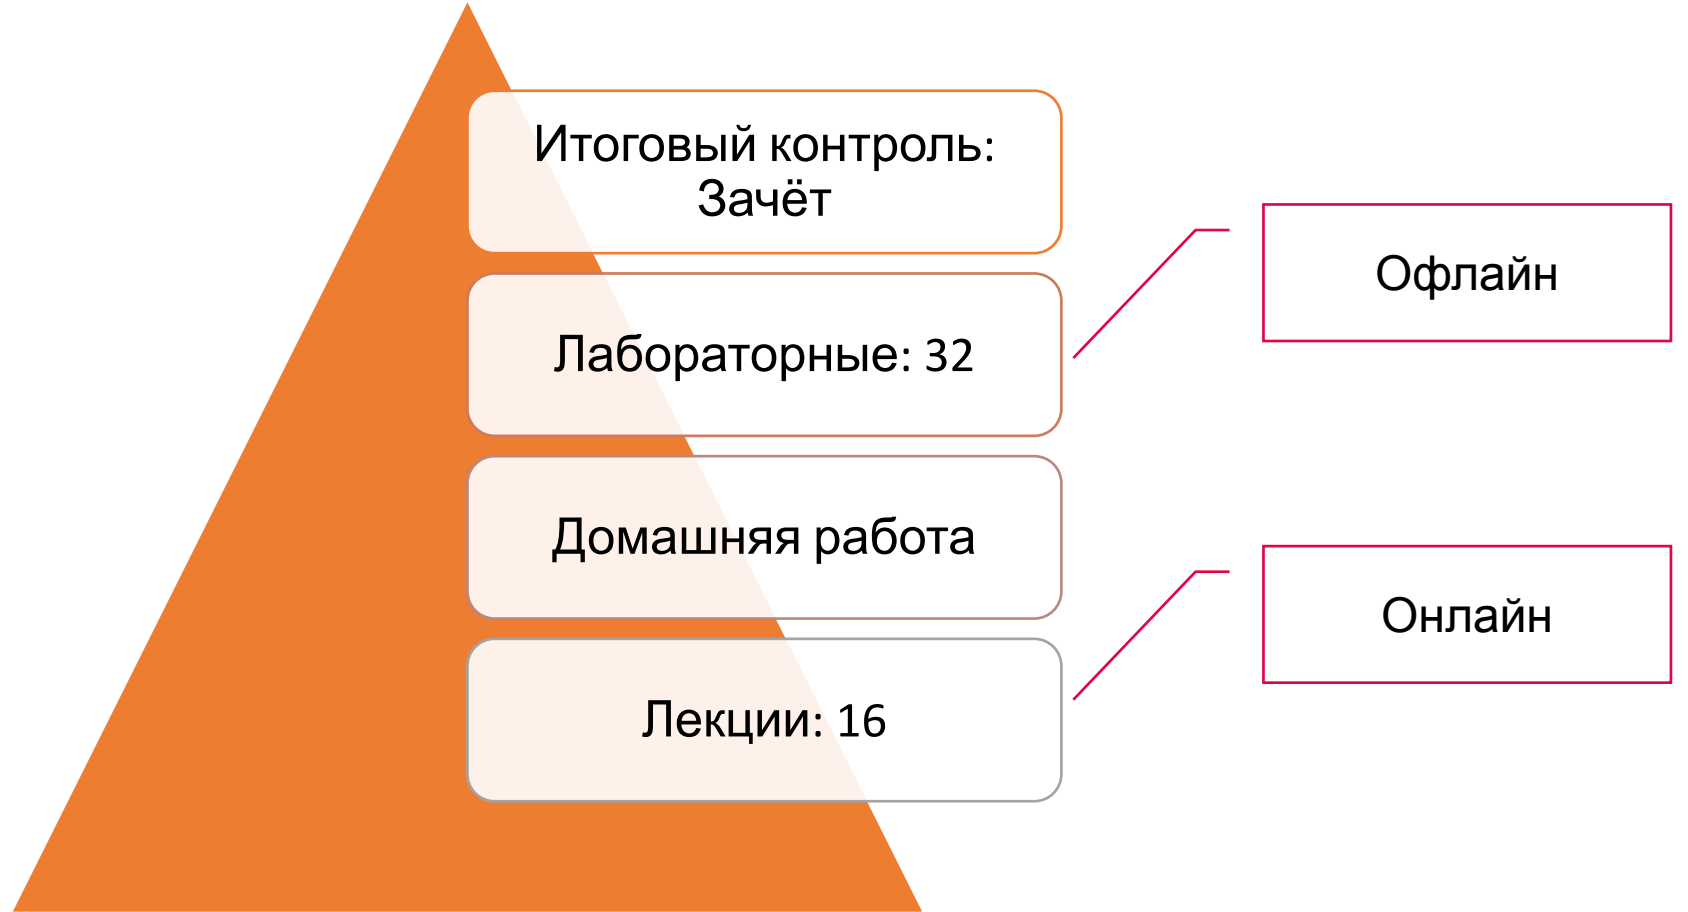 Итоговый контроль:
Зачёт
Лабораторные: 32
Офлайн
Домашняя работа
Лекции: 16
Онлайн